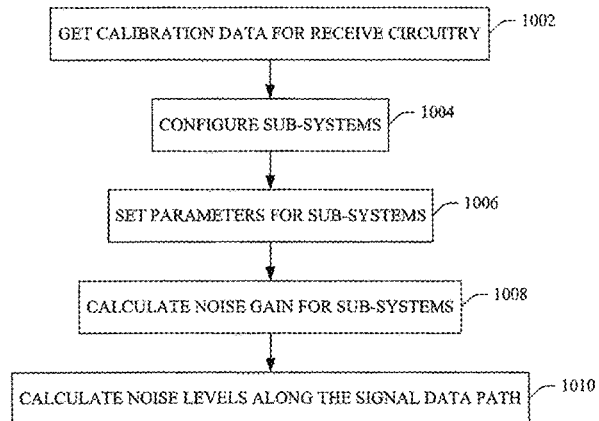 GET CALIBRATION DATA FOR RECEIVE CIRCUITRY
1002
CONFIGURE SUB-SYSTEMS
1004
SET PARAMETERS FOR SUB-SYSTEMS
1006
CALCULATE NOISE GAIN FOR SUB-SYSTEMS
1008
CALCULATE NOISE LEVELS ALONG THE SIGNAL DATA PATH
1010